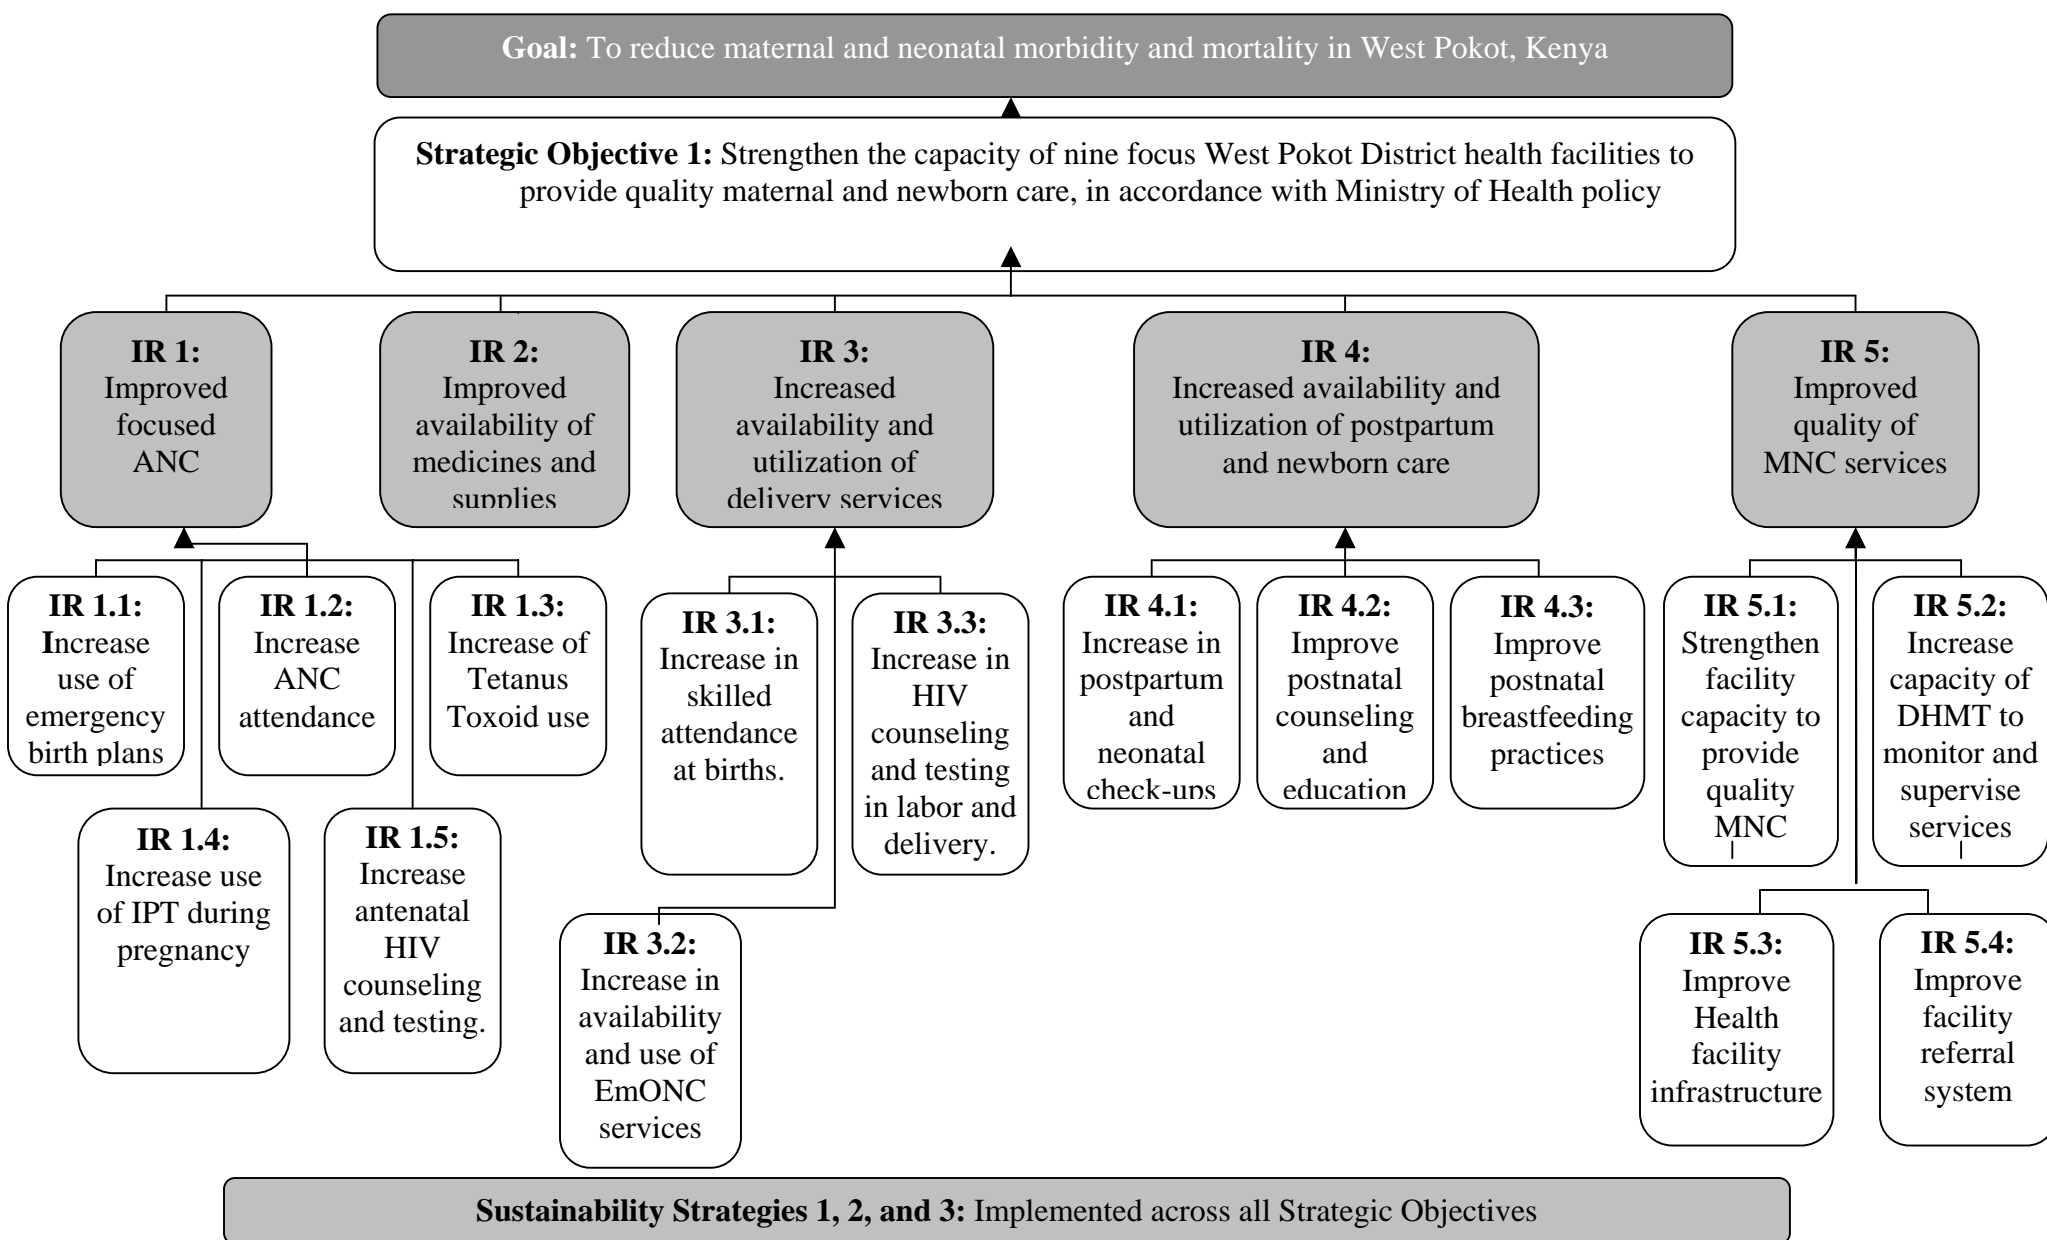 Goal: To reduce maternal and neonatal morbidity and mortality in West Pokot, Kenya
Strategic Objective 1: Strengthen the capacity of nine focus West Pokot District health facilities to
provide quality maternal and newborn care, in accordance with Ministry of Health policy
IR 1:
Improved
focused
ANC
IR 2:
Improved
availability of
medicines and
supplies
IR 3:
Increased
availability and
utilization of
delivery services
IR 4:
Increased availability and
utilization of postpartum
and newborn care
IR 5:
Improved
quality of
MNC services
IR 1.1:
Increase
use of
emergency
birth plans
IR 1.2:
Increase
ANC
attendance
IR 1.3:
Increase of
Tetanus
Toxoid use
IR 3.1:
Increase in
skilled
attendance
at births.
IR 3.3:
Increase in
HIV
counseling
and testing
in labor and
delivery.
IR 4.1:
Increase in
postpartum
and
neonatal
check-ups
IR 4.2:
Improve
postnatal
counseling
and
education
IR 4.3:
Improve
postnatal
breastfeeding
practices
IR 5.1:
Strengthen
facility
capacity to
provide
quality
MNC
IR 5.2:
Increase
capacity of
DHMT to
monitor and
supervise
services
IR 1.4:
Increase use
of IPT during
pregnancy
IR 1.5:
Increase
antenatal
HIV
counseling
and testing.
IR 3.2:
Increase in
availability
and use of
EmONC
services
IR 5.3:
Improve
Health
facility
infrastructure
IR 5.4:
Improve
facility
referral
system
Sustainability Strategies 1, 2, and 3: Implemented across all Strategic Objectives